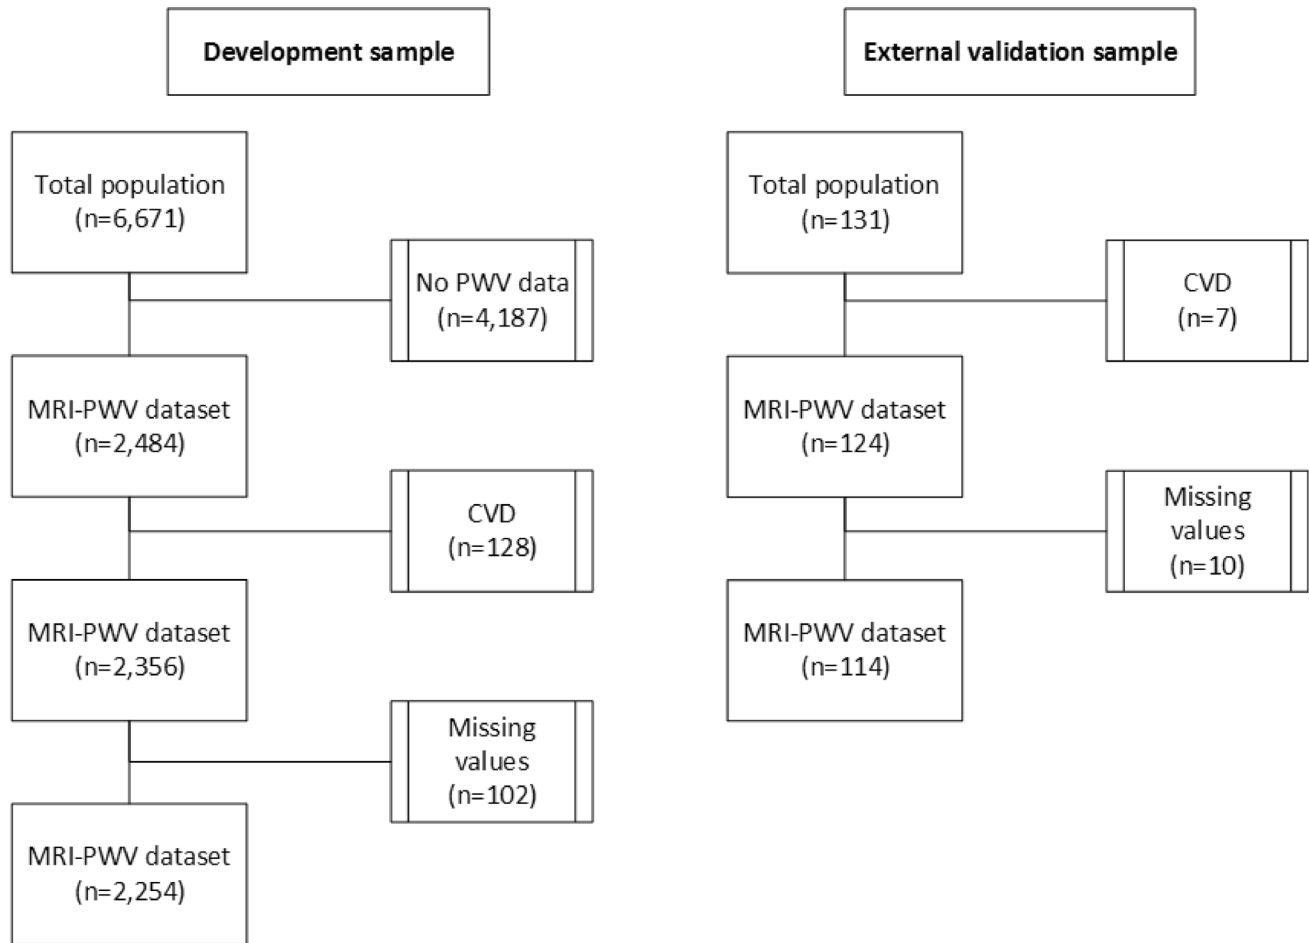 Development sample
Total population
(n=6,671)
No PWV data
(n=4,187)
MRI-PWV dataset
(n=2,484)
CVD
(n=128)
MRI-PWV dataset
(n=2,356)
Missing
values
(n=102)
MRI-PWV dataset
(n=2,254)
External validation sample
Total population
(n=131)
CVD
(n=7)
MRI-PWV dataset
(n=124)
Missing
values
(n=10)
MRI-PWV dataset
(n=114)